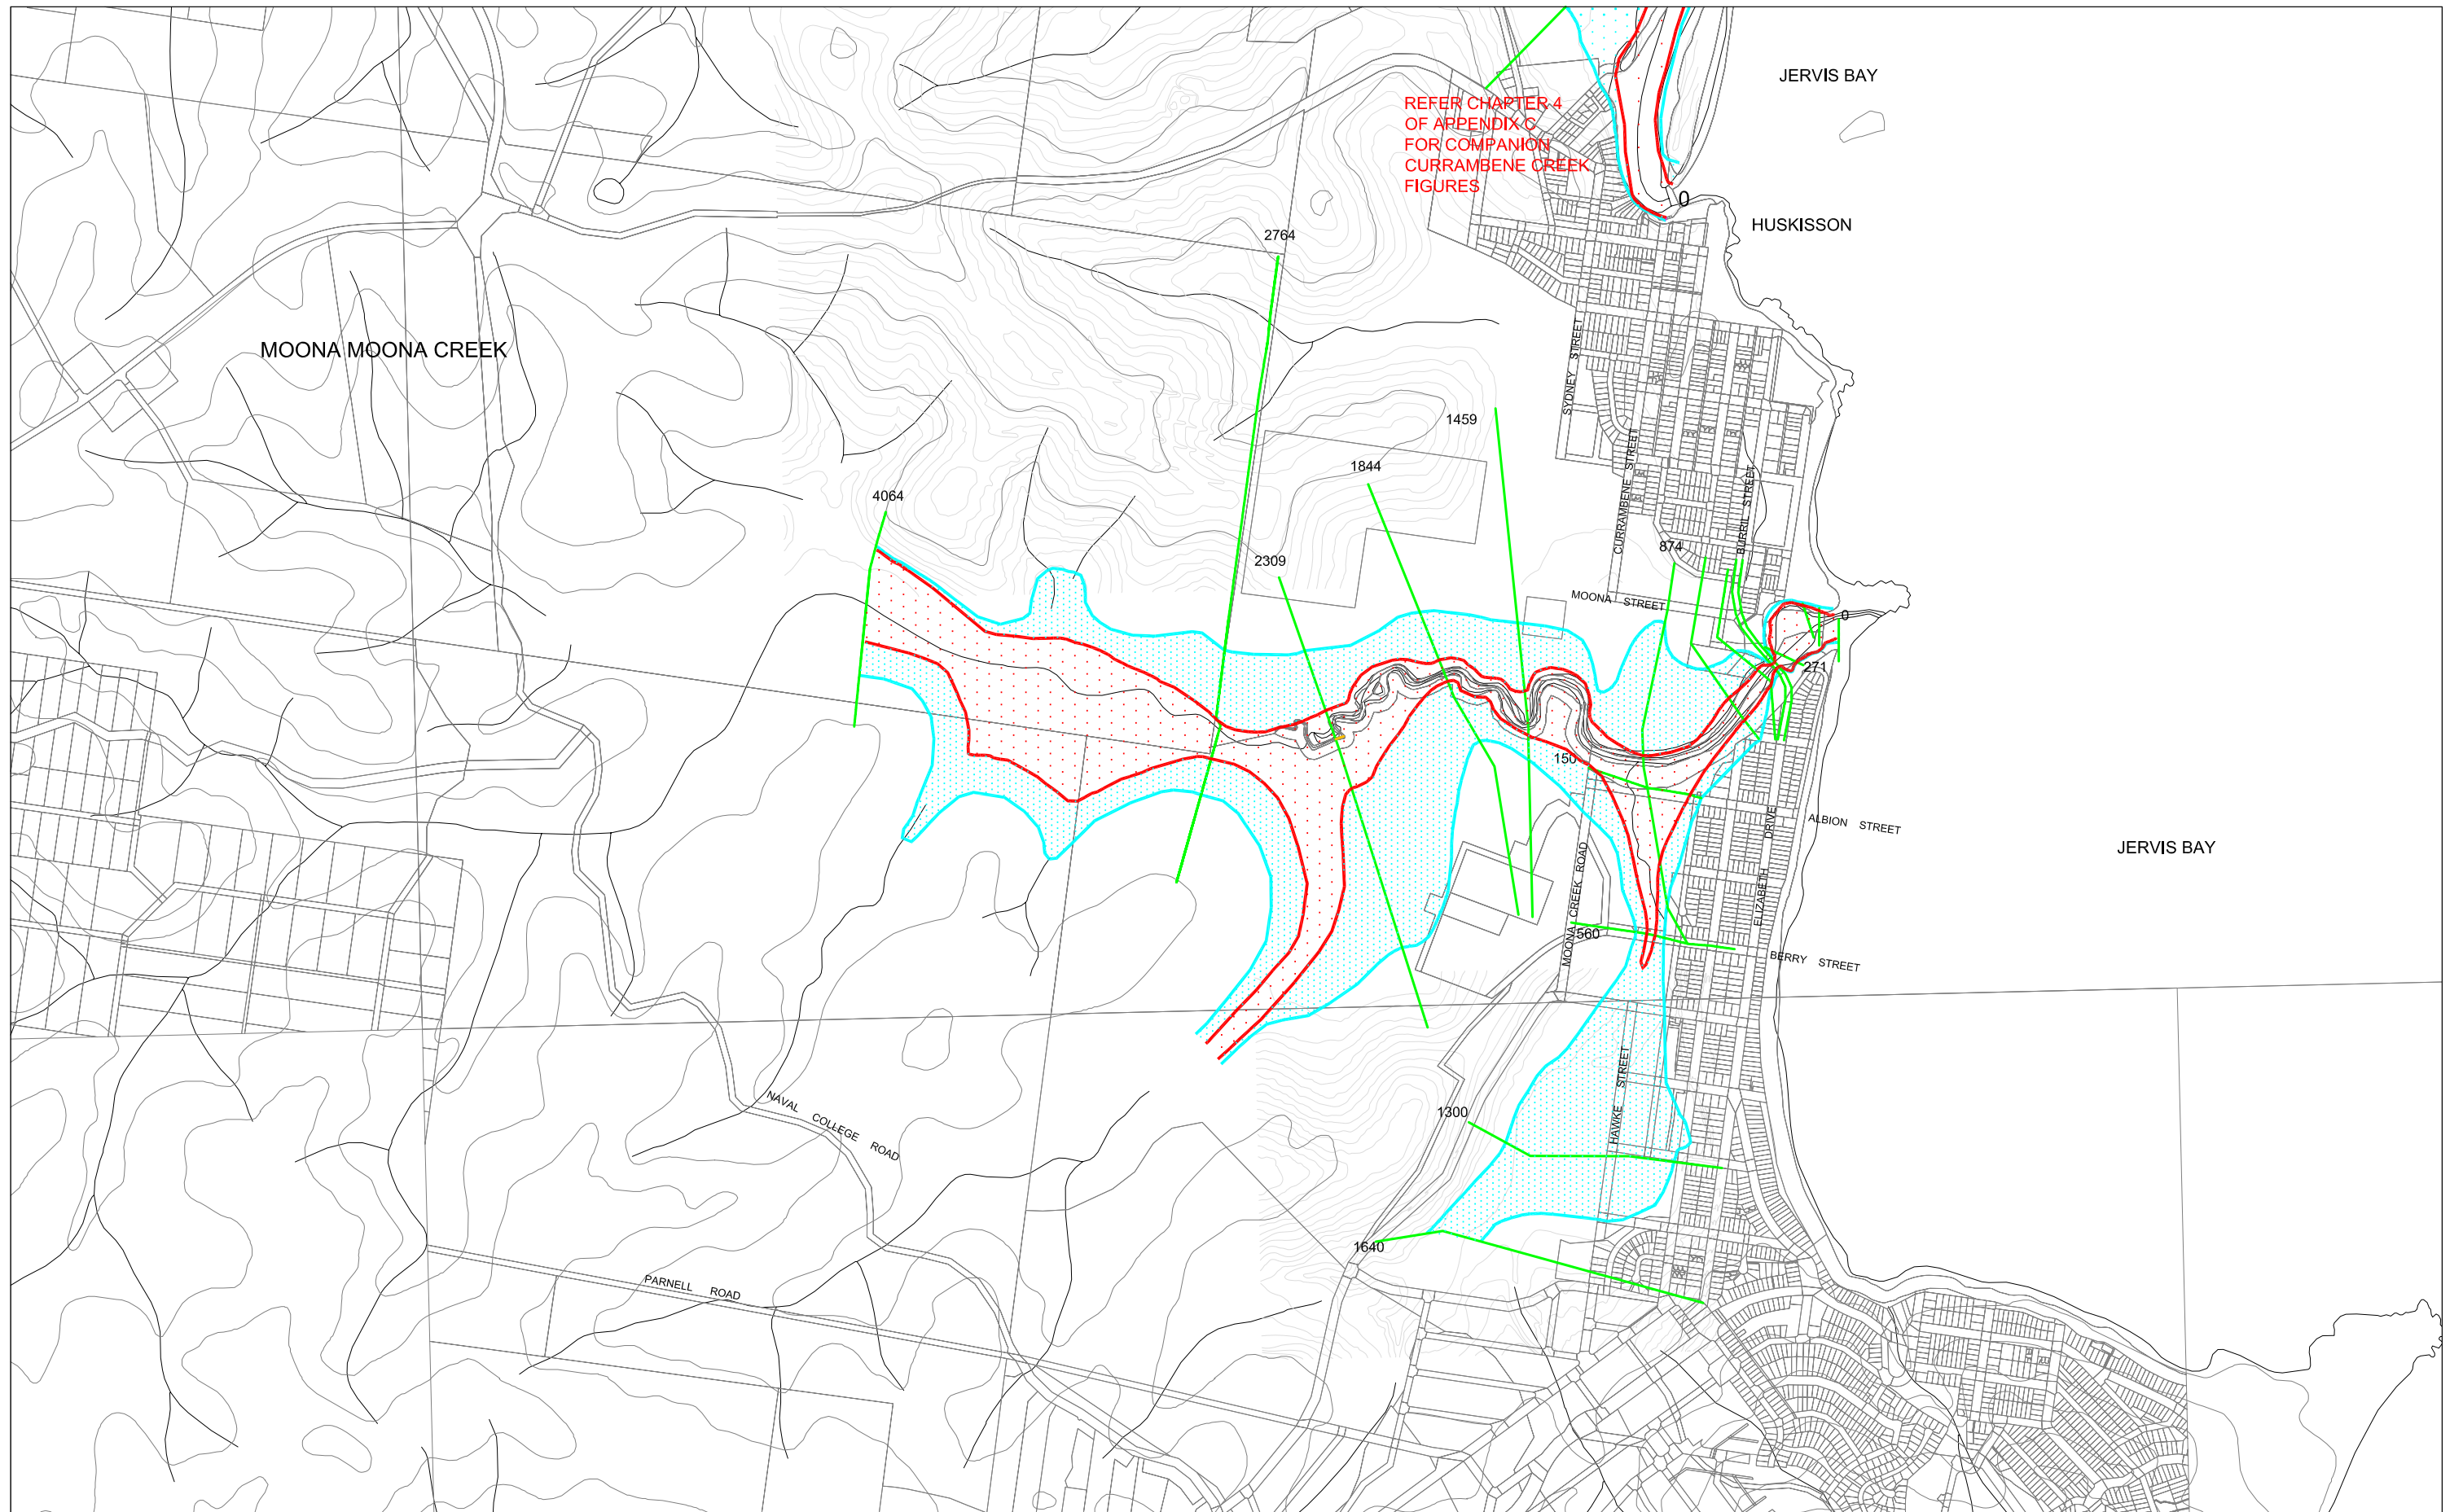 JERVIS BAY
REFER CHAPTER 4
OF APPENDIX C
FOR COMPANION
CURRAMBENE CREEK
FIGURES
0
HUSKISSON
2764
MOONA MOONA CREEK
SYDNEY STREET
1459
1844
4064
CURRAMBENE STREET
BURRIL STREET
874
2309
MOONA STREET
0
271
150
ALBION STREET
ELIZABETH DRIVE
JERVIS BAY
MOONA CREEK ROAD
560
BERRY STREET
HAWKE STREET
NAVAL COLLEGE ROAD
1300
1640
PARNELL ROAD